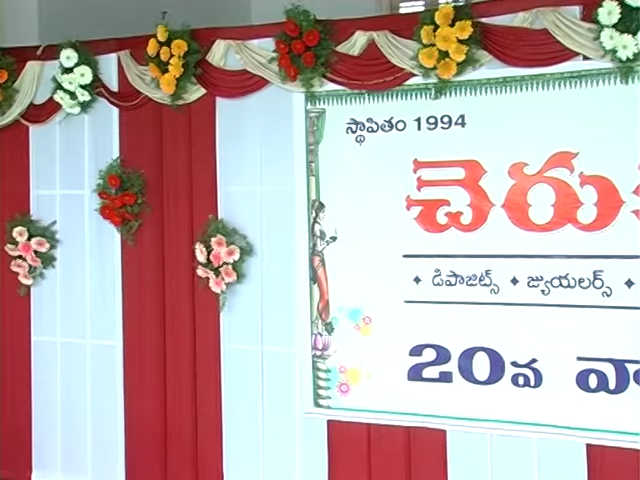 స్థాపితం 1994
చెరు
• డిపాజిట్స్ • జ్యుయలర్స్ •
20వ వా